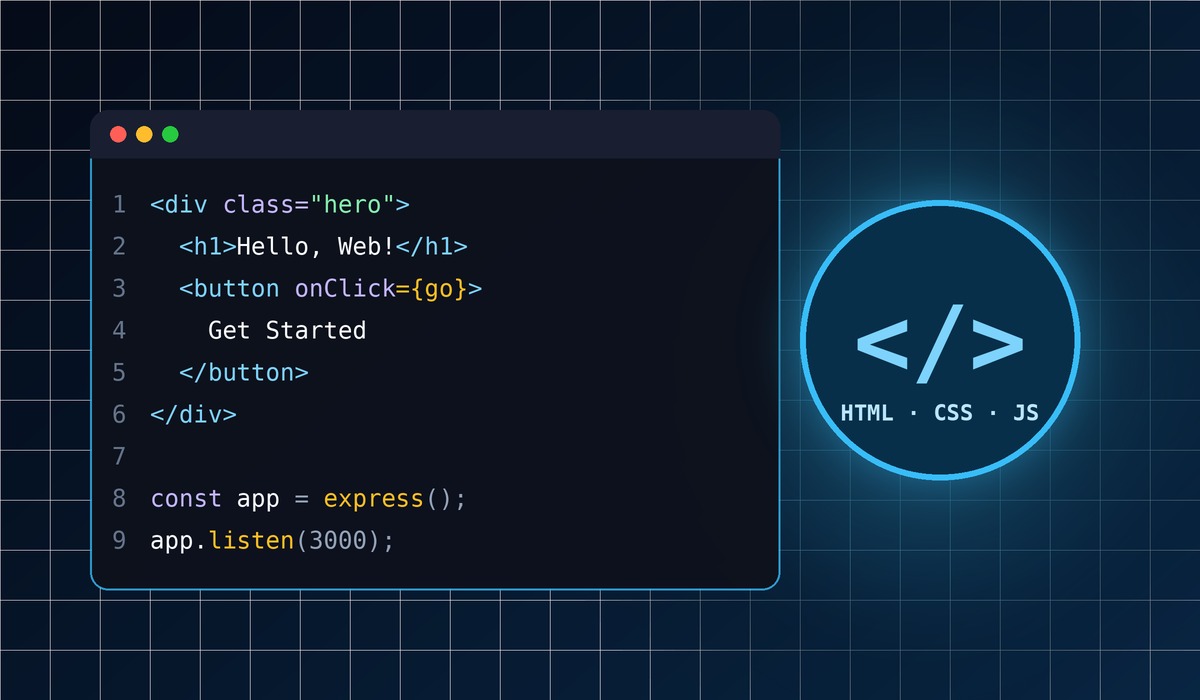 1 <div class="hero">
2   <h1>Hello, Web!</h1>
3   <button onClick={go}>
4     Get Started
5   </button>
6 </div>
7
8 const app = express();
9 app.listen(3000);
</>
HTML · CSS · JS